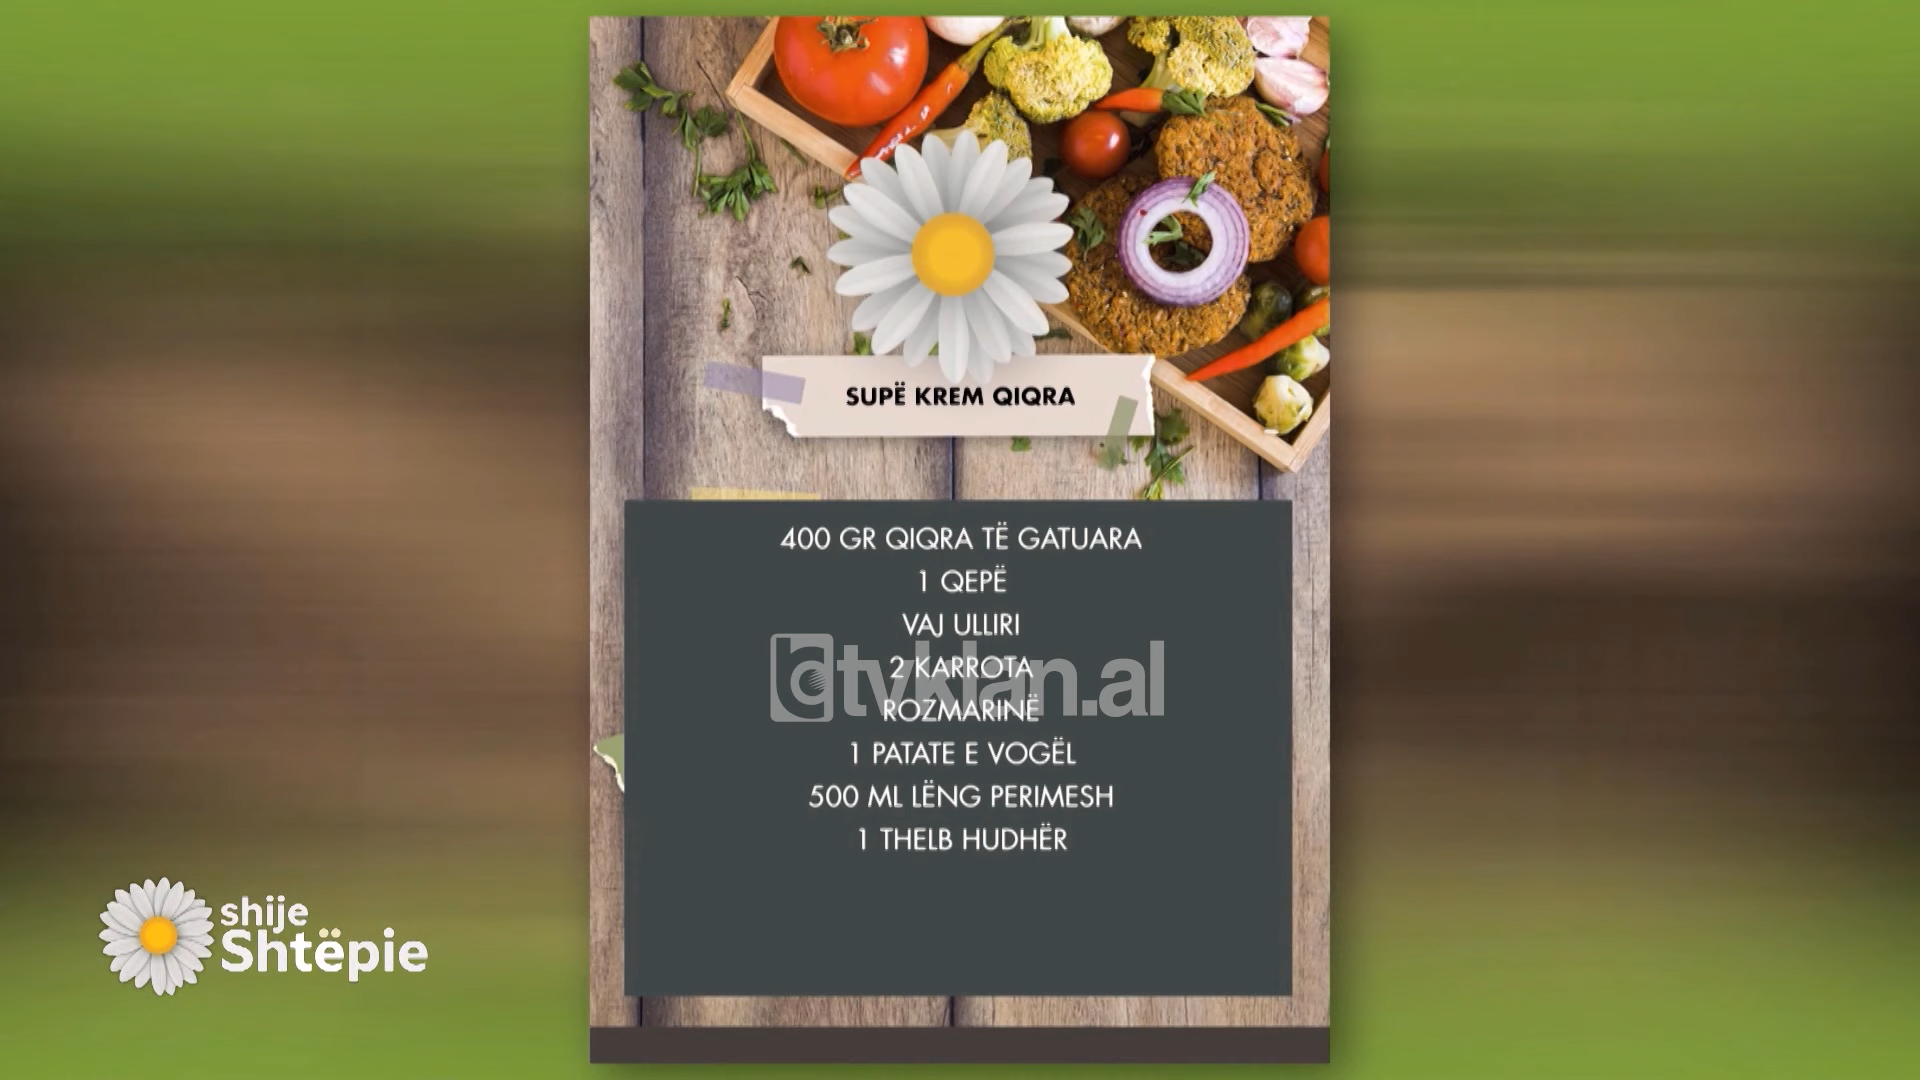 SUPË KREM QIQRA
400 GR QIQRA TË GATUARA
1 QEPË
VAJ ULLIRI
2 KARROTA
ROZMARINË
1 PATATE E VOGËL
500 ML LËNG PERIMESH
1 THELB HUDHËR
tvklan.al
shije
Shtëpie